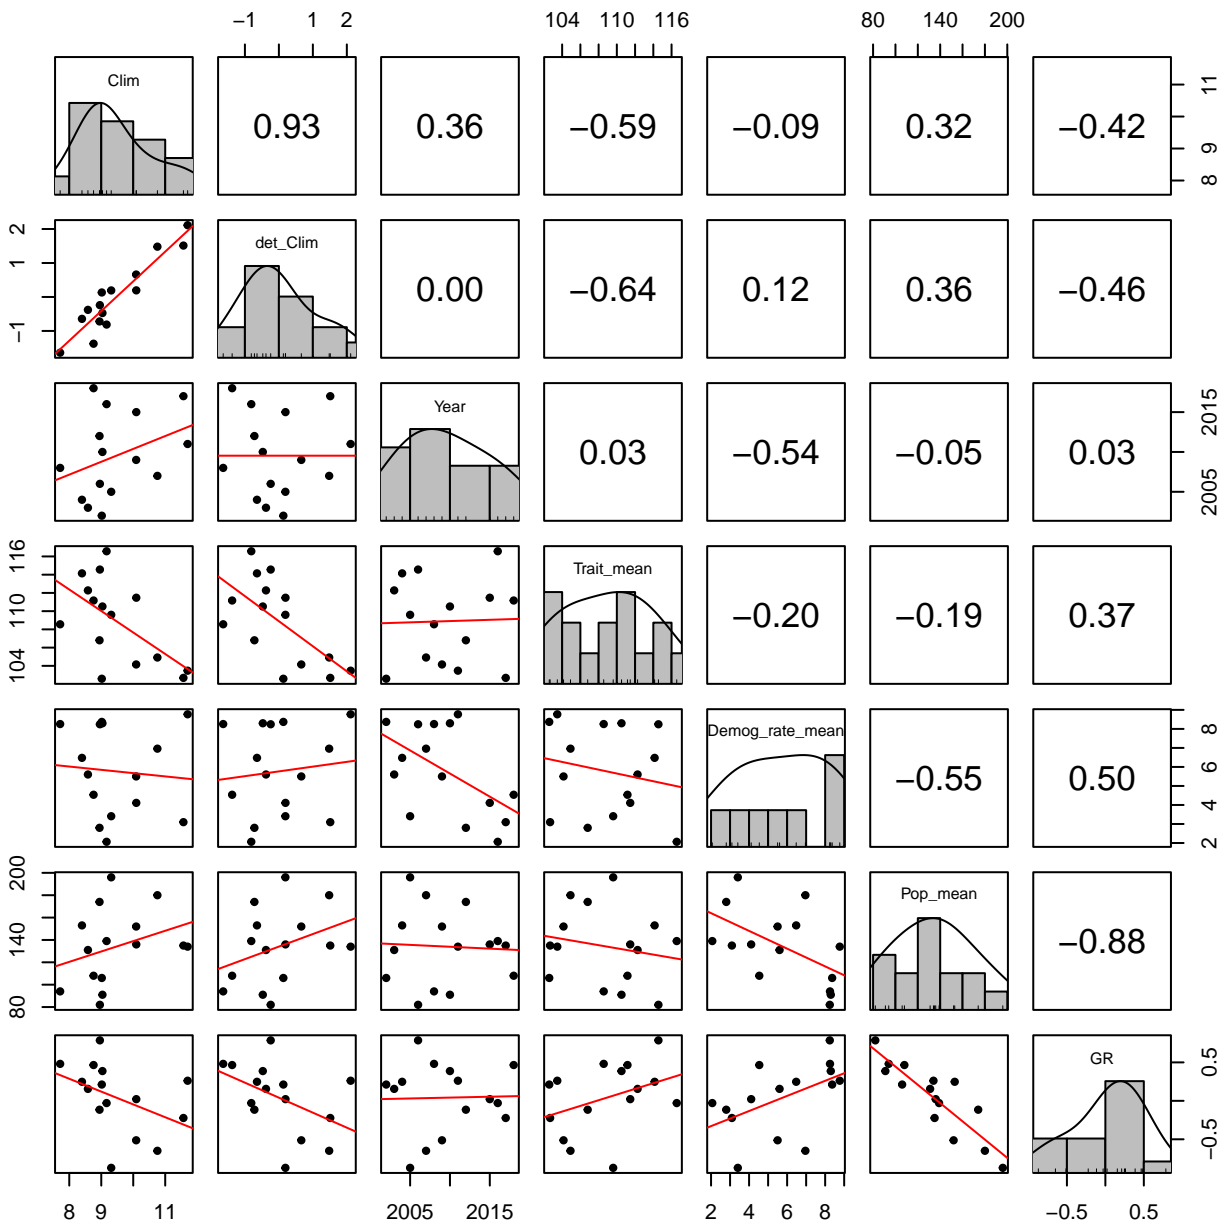 −1 1 2 104 110 116 80 140 200
Clim 0.93 0.36 −0.59 −0.09 0.32 −0.42 8 9 11
−1 1 2 det_Clim 0.00 −0.64 0.12 0.36 −0.46
Year 0.03 −0.54 −0.05 0.03 2005 2015
104 110 116 Trait_mean −0.20 −0.19 0.37
Demog_rate_mean −0.55 0.50 2 4 6 8
80 140 200 Pop_mean −0.88
GR −0.5 0.5
8 9 11 2005 2015 2 4 6 8 −0.5 0.5